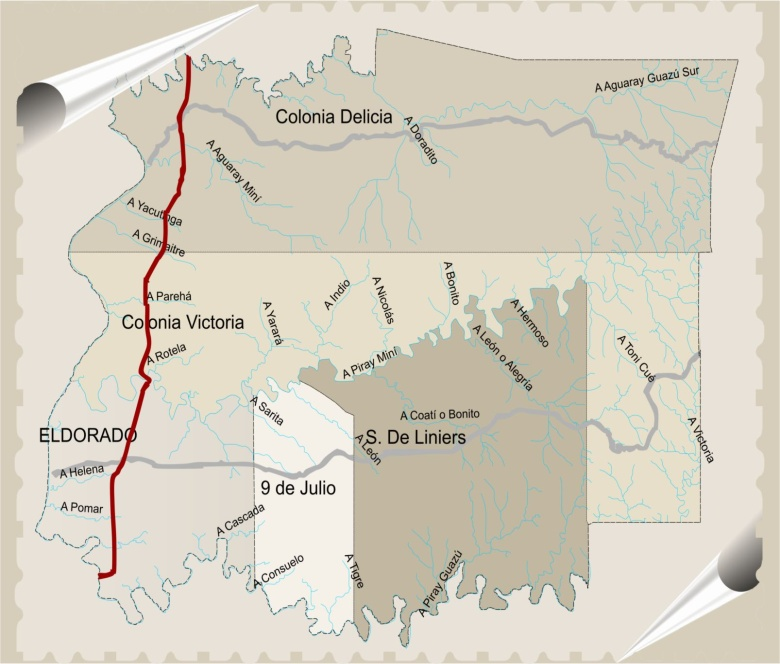 A Aguaray Guazú Sur
Colonia Delicia
A Doradito
A Aguaray Miní
A Yacutinga
A Grimaitre
A Parehá
A Indio
A Nicolás
A Bonito
A Hermoso
Colonia Victoria
A Yarará
A Rotela
A Piray Miní
A León o Alegría
A Toni Cué
A Sarita
A Coatí o Bonito
A Victoria
ELDORADO
A León
S. De Liniers
A Helena
9 de Julio
A Pomar
A Cascada
A Consuelo
A Tigre
A Piray Guazú